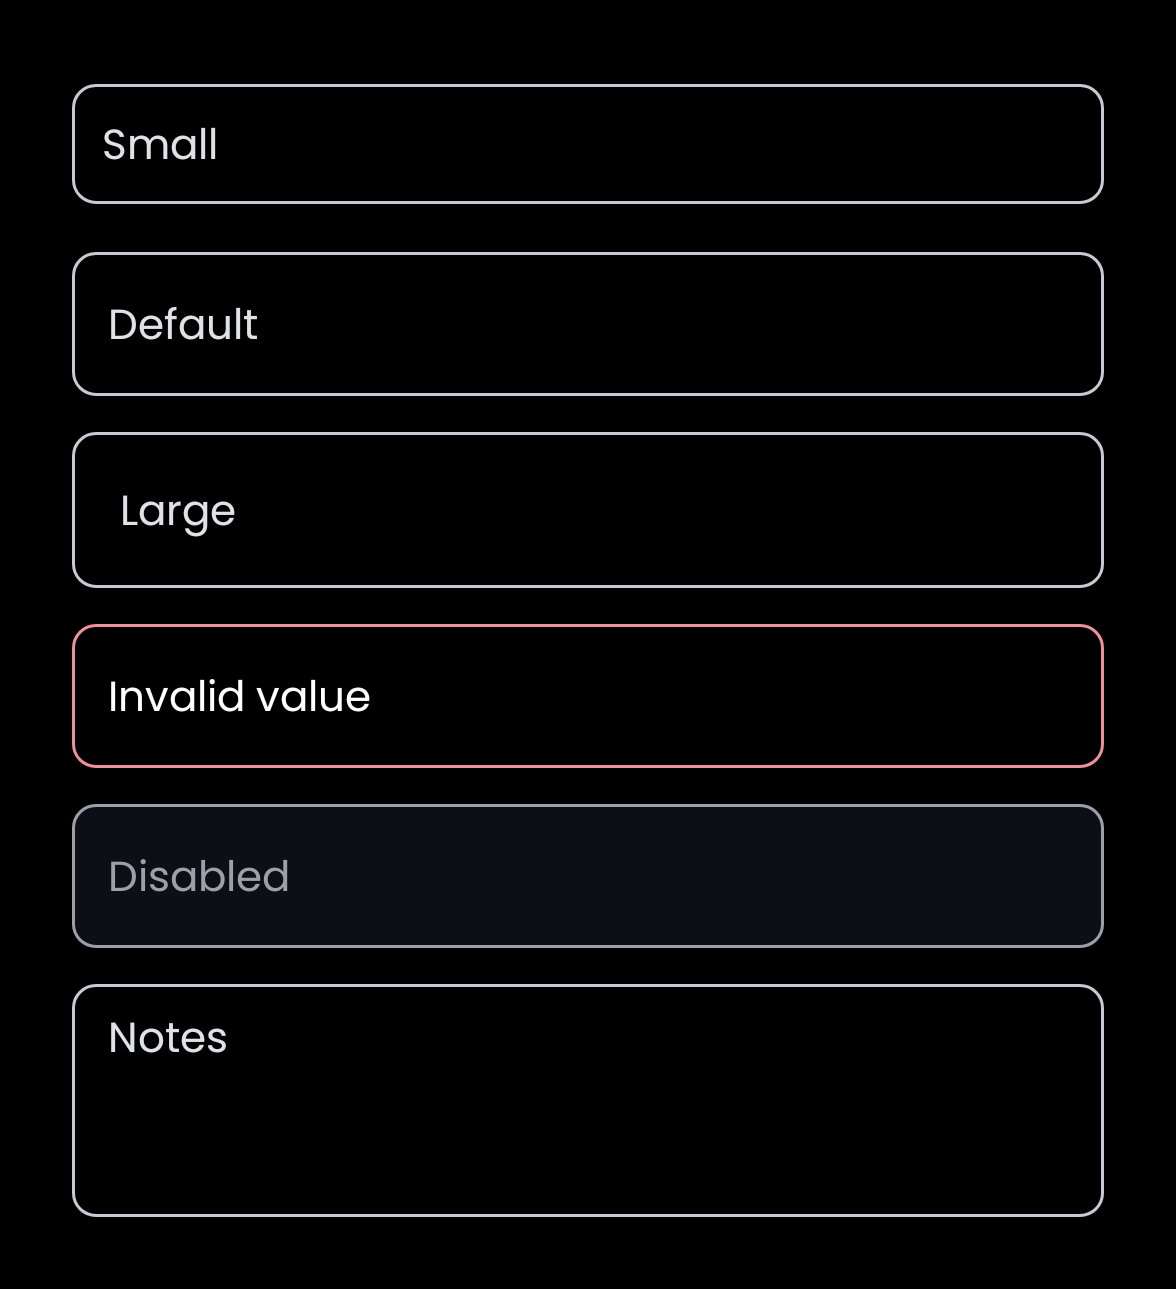 Small
Default
Large
Invalid value
Disabled
Notes